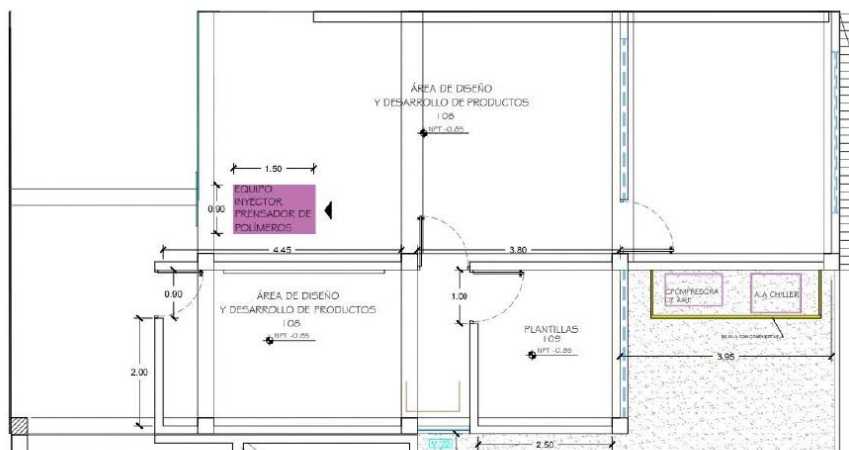 ÁREA DE DISEÑO
Y DESARROLLO DE PRODUCTOS
108
NPT -0.85
1.50
0.90
EQUIPO
INYECTOR
PRENSADOR DE
POLÍMEROS
4.45
3.80
0.90
ÁREA DE DISEÑO
Y DESARROLLO DE PRODUCTOS
108
NPT -0.85
1.00
PLANTILLAS
109
NPT -0.85
DE AIRE
A.A CHILLER
3.95
2.00
2.50